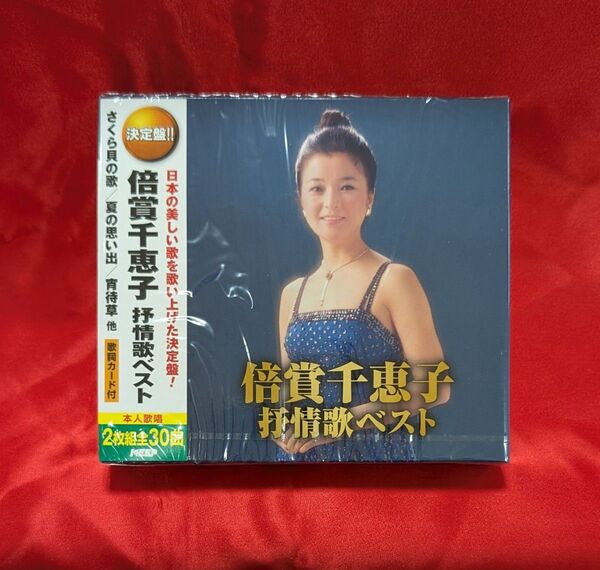 決定盤!!
日本の美しい歌を歌い上げた決定盤!
倍賞千恵子 抒情歌ベスト
さくら貝の歌/夏の思い出/宵待草 他
歌詞カード付
本人歌唱
2枚組全30曲
倍賞千恵子
抒情歌ベスト